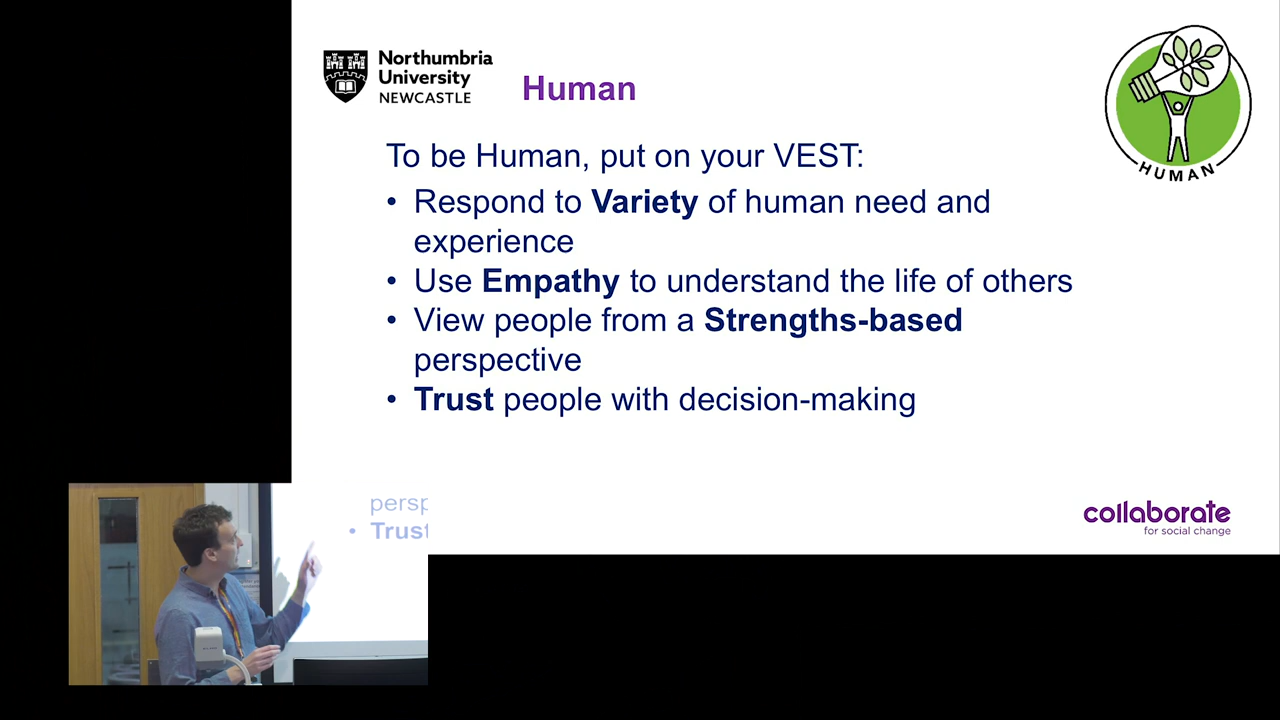 Northumbria
University
NEWCASTLE
Human
HUMAN
To be Human, put on your VEST:
• Respond to Variety of human need and
experience
• Use Empathy to understand the life of others
• View people from a Strengths-based
perspective
• Trust people with decision-making
persp
• Trust
collaborate
for social change